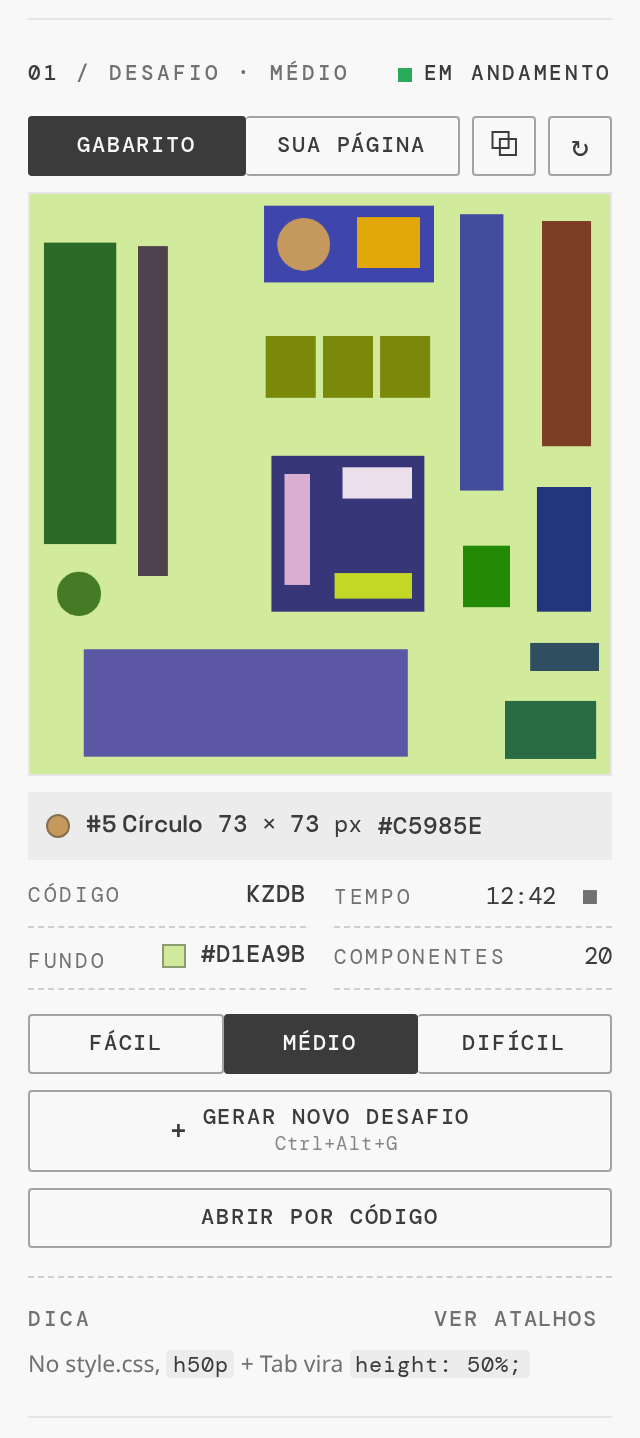 01 / DESAFIO · MÉDIO EM ANDAMENTO
GABARITO SUA PÁGINA ↻
#5 Círculo 73 × 73 px #C5985E
CÓDIGO KZDB TEMPO 12:42
FUNDO #D1EA9B COMPONENTES 20
FÁCIL MÉDIO DIFÍCIL
+ GERAR NOVO DESAFIO
Ctrl+Alt+G
ABRIR POR CÓDIGO
DICA VER ATALHOS
No style.css, h50p + Tab vira height: 50%;